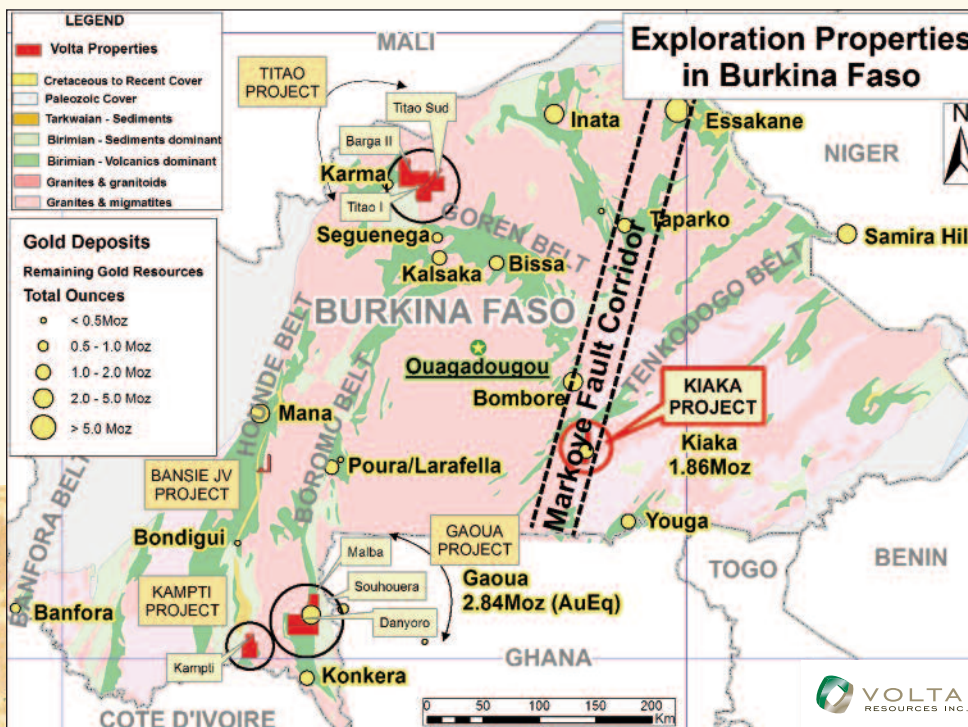 LEGEND
Volta Properties
Cretaceous to Recent Cover
Paleozoic Cover
Tarkwaian - Sediments
Birimian - Sediments dominant
Birimian - Volcanics dominant
Granites & granitoids
Granites & migmatites
Gold Deposits
Remaining Gold Resources
Total Ounces
< 0.5Moz
0.5 - 1.0 Moz
1.0 - 2.0 Moz
2.0 - 5.0 Moz
> 5.0 Moz
Exploration Properties
in Burkina Faso
N
MALI
TITAO
PROJECT
Titao Sud
Barga II
Karma
Titao I
Inata
Essakane
NIGER
GOREN BELT
Seguenega
Kalsaka
Bissa
Taparko
Samira Hil
BURKINA FASO
Ouagadougou
Markoye Fault Corridor
TENKODOGO BELT
Bombore
KIAKA
PROJECT
Kiaka
1.86Moz
HOUNDE BELT
Mana
BOROMO BELT
Poura/Larafella
BANSIE JV
PROJECT
Bondigui
Youga
BANFORA BELT
Banfora
KAMPTI
PROJECT
Kampti
Malba
Souhouera
Danyoro
GAOUA
PROJECT
Gaoua
2.84Moz (AuEq)
Konkera
TOGO
BENIN
GHANA
COTE D'IVOIRE
0 50 100 150 200
Km
VOLTA
RESOURCES INC.